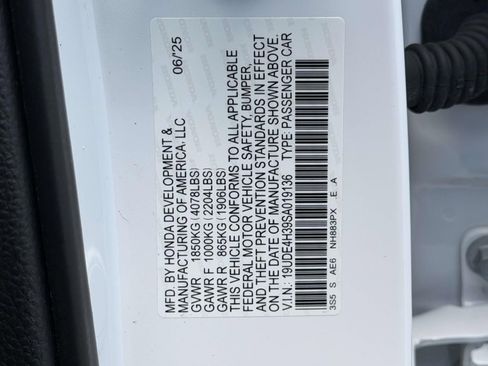 MFD. BY HONDA DEVELOPMENT & 06/'25
MANUFACTURING OF AMERICA, LLC
GVWR 1850KG (4078LBS)
GAWR F 1000KG (2204LBS)
GAWR R 865KG (1906LBS)
THIS VEHICLE CONFORMS TO ALL APPLICABLE
FEDERAL MOTOR VEHICLE SAFETY, BUMPER,
AND THEFT PREVENTION STANDARDS IN EFFECT
ON THE DATE OF MANUFACTURE SHOWN ABOVE.
V.I.N.: 19UDE4H39SA019136 TYPE: PASSENGER CAR
3S5 S AE6 NH883PX E A